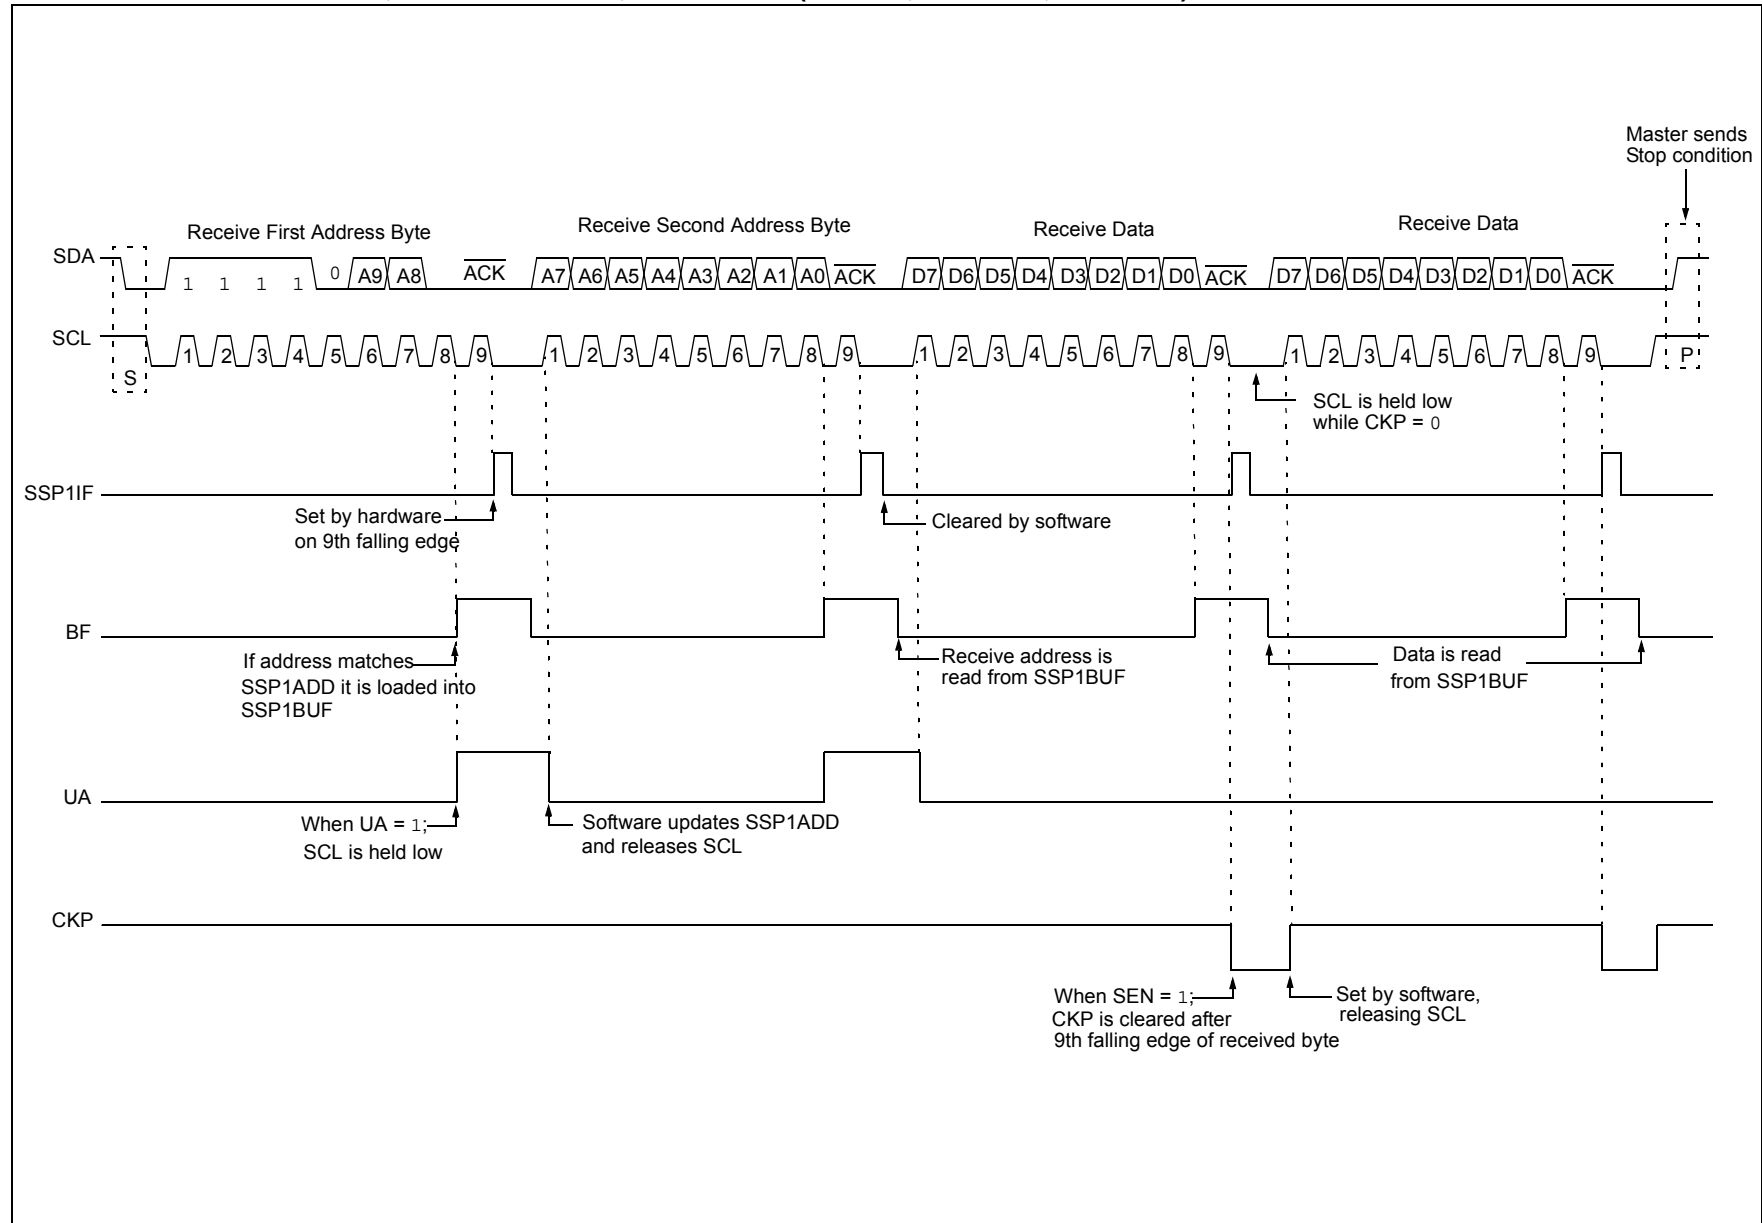 Master sends
Stop condition
Receive First Address Byte
Receive Second Address Byte
Receive Data
Receive Data
SDA
1 1 1 1 0 A9 A8 ACK A7 A6 A5 A4 A3 A2 A1 A0 ACK D7 D6 D5 D4 D3 D2 D1 D0 ACK D7 D6 D5 D4 D3 D2 D1 D0 ACK
SCL
S 1 2 3 4 5 6 7 8 9 1 2 3 4 5 6 7 8 9 1 2 3 4 5 6 7 8 9 1 2 3 4 5 6 7 8 9 P
SCL is held low
while CKP = 0
SSP1IF
Set by hardware
on 9th falling edge
Cleared by software
BF
If address matches
SSP1ADD it is loaded into
SSP1BUF
Receive address is
read from SSP1BUF
Data is read
from SSP1BUF
UA
When UA = 1;
SCL is held low
Software updates SSP1ADD
and releases SCL
CKP
When SEN = 1;
CKP is cleared after
9th falling edge of received byte
Set by software,
releasing SCL